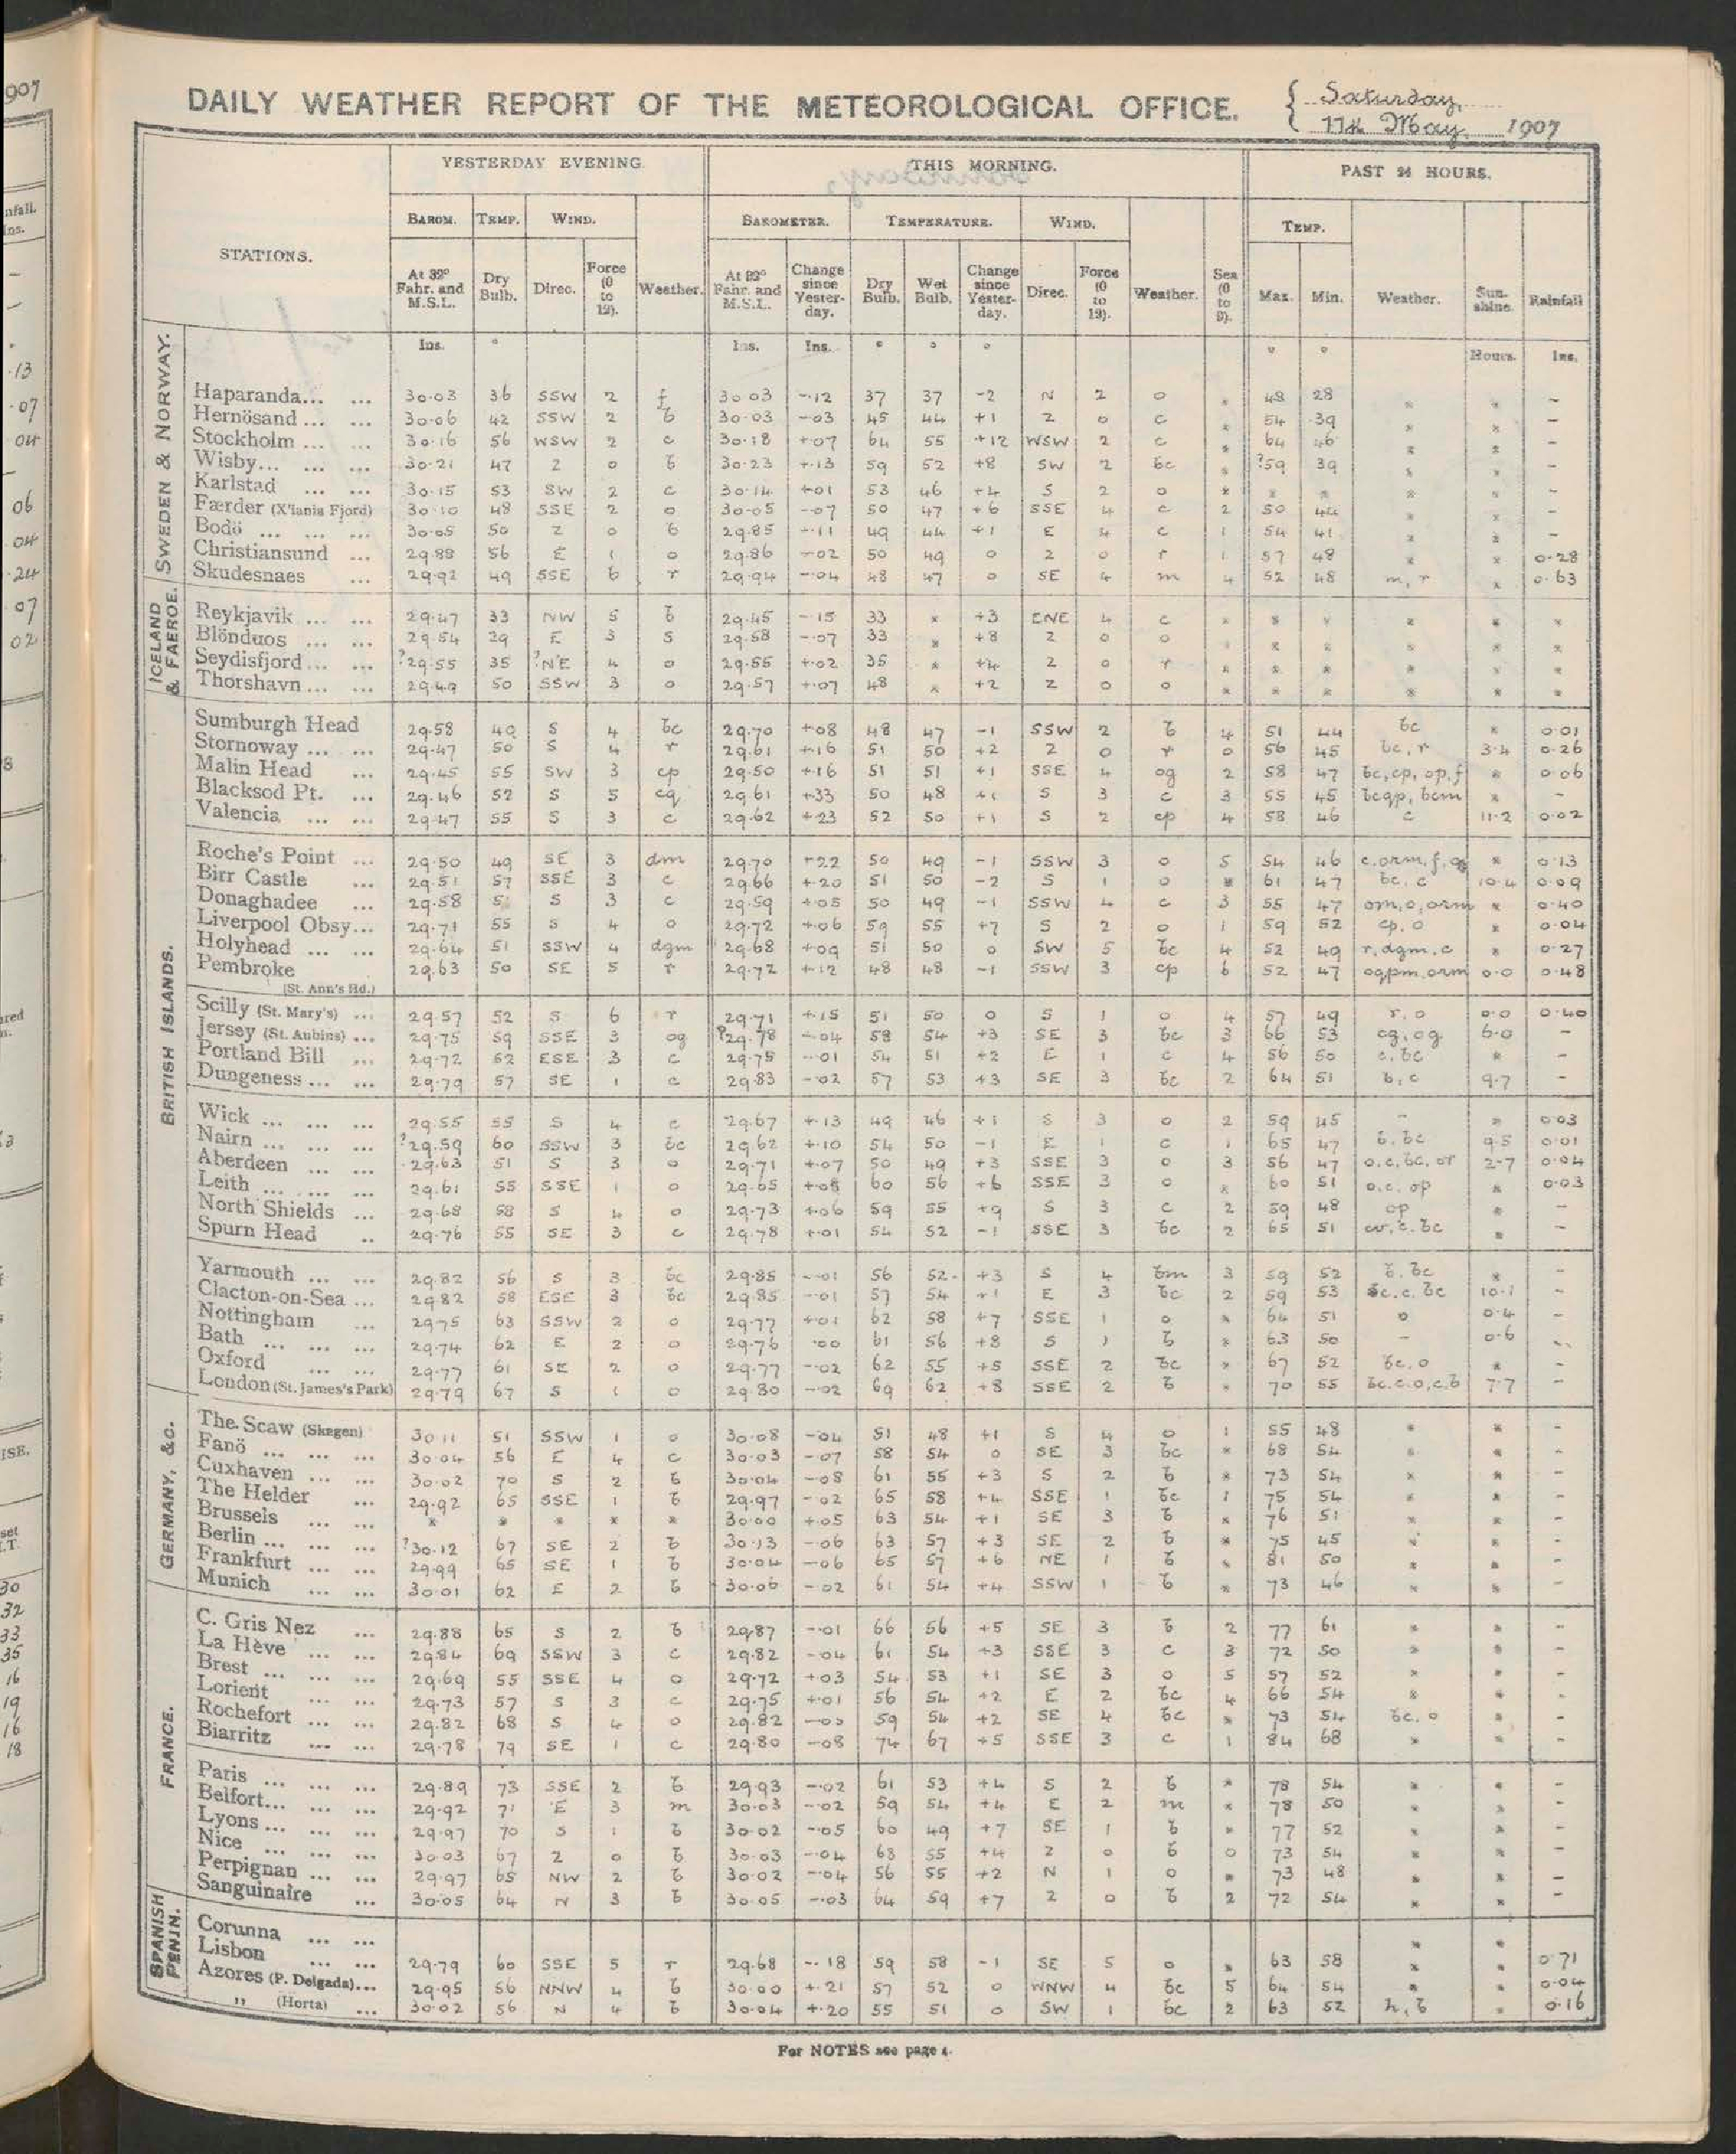 907
DAILY WEATHER REPORT OF THE METEOROLOGICAL OFFICE.
Saturday,
11th May, 1907
YESTERDAY EVENING. THIS MORNING. PAST 24 HOURS.
STATIONS. BAROM. TEMP. WIND. Weather. BAROMETER. TEMPERATURE. WIND. Weather. Sea (0 to 9). TEMP. Weather. Sunshine. Rainfall
At 32° Fahr. and M.S.L. Dry Bulb. Direc. Force (0 to 12). At 32° Fahr. and M.S.L. Change since Yesterday. Dry Bulb. Wet Bulb. Change since Yesterday. Direc. Force (0 to 12). Max. Min.
Ins. ° Ins. Ins. ° ° ° ° ° Hours. Ins.
SWEDEN & NORWAY.
Haparanda... ... 30.03 36 SSW 2 f 30.03 -.12 37 37 -2 N 2 o * 48 28 * * -
Hernösand ... ... 30.06 42 SSW 2 b 30.03 -.03 45 44 +1 Z 0 c * 54 39 * * -
Stockholm ... ... 30.16 56 WSW 2 c 30.18 +.07 64 55 +12 WSW 2 c * 64 46 * * -
Wisby... ... ... 30.21 47 Z 0 b 30.23 +.13 59 52 +8 SW 2 bc * ?59 39 * * -
Karlstad ... ... 30.15 53 SW 2 c 30.14 +.01 53 46 +4 S 2 o * * * * * -
Færder (X'iania Fjord) 30.10 48 SSE 2 o 30.05 -.07 50 47 +6 SSE 4 c 2 50 44 * * -
Bodö ... ... ... 30.05 50 Z 0 b 29.85 -.11 49 44 +1 E 4 c 1 54 41 * * -
Christiansund ... 29.88 56 E 1 o 29.86 -.02 50 49 0 Z 0 r 1 57 48 * * 0.28
Skudesnaes ... 29.92 49 SSE 6 r 29.94 -.04 48 47 0 SE 4 m 4 52 48 m, r * 0.63
ICELAND & FAEROE.
Reykjavik ... ... 29.47 33 NW 5 b 29.45 -.15 33 * +3 ENE 4 c * * * * * *
Blönduos ... ... 29.54 29 E 3 s 29.58 -.07 33 * +8 Z 0 o * * * * * *
Seydisfjord ... ... ?29.55 35 ?NE 4 o 29.55 +.02 35 * +4 Z 0 r * * * * * *
Thorshavn ... ... 29.49 50 SSW 3 o 29.57 +.07 48 * +2 Z 0 o * * * * * *
BRITISH ISLANDS.
Sumburgh Head 29.58 49 S 4 bc 29.70 +.08 48 47 -1 SSW 2 b 4 51 44 bc * 0.01
Stornoway ... ... 29.47 50 S 4 r 29.61 +.16 51 50 +2 Z 0 r 0 56 45 bc, r 3.4 0.26
Malin Head ... 29.45 55 SW 3 cp 29.50 +.16 51 51 +1 SSE 4 og 2 58 47 bc, cp, op, f * 0.06
Blacksod Pt. ... 29.46 52 S 5 cq 29.61 +.33 50 48 +1 S 3 c 3 55 45 bcqp, bcm * -
Valencia ... ... 29.47 55 S 3 c 29.62 +.23 52 50 +1 S 2 cp 4 58 46 c 11.2 0.02
Roche's Point ... 29.50 49 SE 3 dm 29.70 +.22 50 49 -1 SSW 3 o 5 54 46 c, orm, f, * 0.13
Birr Castle ... 29.51 57 SSE 3 c 29.66 +.20 51 50 -2 S 1 o * 61 47 bc, c 10.4 0.09
Donaghadee ... 29.58 S 3 c 29.59 +.05 50 49 -1 SSW 4 c 3 55 47 om, o, orm * 0.40
Liverpool Obsy... 29.71 55 S 4 o 29.72 +.06 59 55 +7 S 2 o 1 59 52 cp, o * 0.04
Holyhead ... ... 29.64 51 SSW 4 dgm 29.68 +.09 51 50 0 SW 5 bc 4 52 49 r, dgm, c * 0.27
Pembroke 29.63 50 SE 5 r 29.72 +.12 48 48 -1 SSW 3 cp 6 52 47 ogpm, orm 0.0 0.48
(St. Ann's Hd.)
Scilly (St. Mary's) ... 29.57 52 S 6 r 29.71 +.15 51 50 0 S 1 o 4 57 49 r, o 0.0 0.40
Jersey (St. Aubins) ... 29.75 59 SSE 3 og ?29.78 -.04 58 54 +3 SE 3 bc 3 66 53 cg, og 6.0 -
Portland Bill ... 29.72 52 ESE 3 c 29.75 -.01 54 51 +2 E 1 c 4 56 50 c, bc * -
Dungeness ... ... 29.79 57 SE 1 c 29.83 -.02 57 53 +3 SE 3 bc 2 64 51 b, c 9.7 -
Wick ... ... ... 29.55 55 S 4 c 29.67 +.13 49 46 +1 S 3 o 2 59 45 - * 0.03
Nairn ... ... ... ?29.59 60 SSW 3 bc 29.62 +.10 54 50 -1 E 1 c 1 65 47 b, bc 9.5 0.01
Aberdeen ... ... 29.63 51 S 3 o 29.71 +.07 50 49 +3 SSE 3 o 3 56 47 o, c, bc, or 2.7 0.04
Leith ... ... ... 29.61 55 SSE 1 o 29.65 +.08 60 56 +6 SSE 3 o * 60 51 o, c, op * 0.03
North Shields ... 29.68 58 S 4 o 29.73 +.06 59 55 +9 S 3 c 2 59 48 op * -
Spurn Head .. 29.76 55 SE 3 c 29.78 +.01 54 52 -1 SSE 3 bc 2 65 51 cw, c, bc * -
Yarmouth ... ... 29.82 56 S 3 bc 29.85 -.01 56 52 +3 S 4 bm 3 59 52 b, bc * -
Clacton-on-Sea ... 29.82 58 ESE 3 bc 29.85 -.01 57 54 +1 E 3 bc 2 59 53 bc, c, bc 10.1 -
Nottingham ... 29.75 63 SSW 2 o 29.77 +.01 62 58 +7 SSE 1 o * 64 51 o 0.4 -
Bath ... ... ... 29.74 62 E 2 o 29.76 .00 61 56 +8 S 1 b * 63 50 - 0.6
Oxford ... ... 29.77 61 SE 2 o 29.77 -.02 62 55 +5 SSE 2 bc * 67 52 bc, o * -
London (St. James's Park) 29.79 67 S 1 o 29.80 -.02 69 62 +8 SSE 2 b * 70 55 bc, c, o, c, b 7.7 -
GERMANY, &c.
The Scaw (Skagen) 30.11 51 SSW 1 o 30.08 -.04 51 48 +1 S 4 o 1 55 48 * * -
Fanö ... ... ... 30.04 56 E 4 c 30.03 -.07 58 54 0 SE 3 bc * 68 54 * * -
Cuxhaven ... ... 30.02 70 S 2 b 30.04 -.08 61 55 +3 S 2 b * 73 54 * * -
The Helder ... 29.92 65 SSE 1 b 29.97 -.02 65 58 +4 SSE 1 bc 1 75 54 * * -
Brussels ... ... * * * * * 30.00 +.05 63 54 +1 SE 3 b * 76 51 * * -
Berlin ... ... ... ?30.12 67 SE 2 b 30.13 -.06 63 57 +3 SE 2 b * 75 45 * * -
Frankfurt ... ... 29.99 65 SE 1 b 30.04 -.06 65 57 +6 NE 1 b * 81 50 * * -
Munich ... ... 30.01 62 E 2 b 30.06 -.02 61 54 +4 SSW 1 b * 73 46 * * -
FRANCE.
C. Gris Nez ... 29.88 65 S 2 b 29.87 -.01 66 56 +5 SE 3 b 2 77 61 * * -
La Hève ... ... 29.84 69 SSW 3 c 29.82 -.04 61 54 +3 SSE 3 c 3 72 50 * * -
Brest ... ... ... 29.69 55 SSE 4 o 29.72 +.03 54 53 +1 SE 3 o 5 57 52 * * -
Lorient ... ... 29.73 57 S 3 c 29.75 +.01 56 54 +2 E 2 bc 4 66 54 * * -
Rochefort ... ... 29.82 68 S 4 o 29.82 59 54 +2 SE 4 bc * 73 54 bc, o * -
Biarritz ... ... 29.78 79 SE 1 c 29.80 -.08 74 67 +5 SSE 3 c 1 84 68 * * -
Paris ... ... ... 29.89 73 SSE 2 b 29.93 -.02 61 53 +4 S 2 b * 78 54 * * -
Belfort... ... ... 29.92 71 E 3 m 30.03 -.02 59 54 +4 E 2 m * 78 50 * * -
Lyons ... ... ... 29.97 70 S 1 b 30.02 -.05 60 49 +7 SE 1 b * 77 52 * * -
Nice ... ... ... 30.03 67 Z 0 b 30.03 -.04 63 55 +4 Z 0 b 0 73 54 * * -
Perpignan ... ... 29.97 65 NW 2 b 30.02 -.04 56 55 +2 N 1 o * 73 48 * * -
Sanguinaire ... 30.05 64 N 3 b 30.05 -.03 64 59 +7 Z 0 b 2 72 54 * * -
SPANISH PENIN.
Corunna ... ... * *
Lisbon ... ... 29.79 60 SSE 5 r 29.68 -.18 59 58 -1 SE 5 o * 63 58 * * 0.71
Azores (P. Delgada)... 29.95 56 NNW 4 b 30.00 +.21 57 52 0 WNW 4 bc 5 64 54 * * 0.04
" (Horta) ... 30.02 56 N 4 b 30.04 +.20 55 51 0 SW 1 bc 2 63 52 h, b * 0.16
For NOTES see page 4.